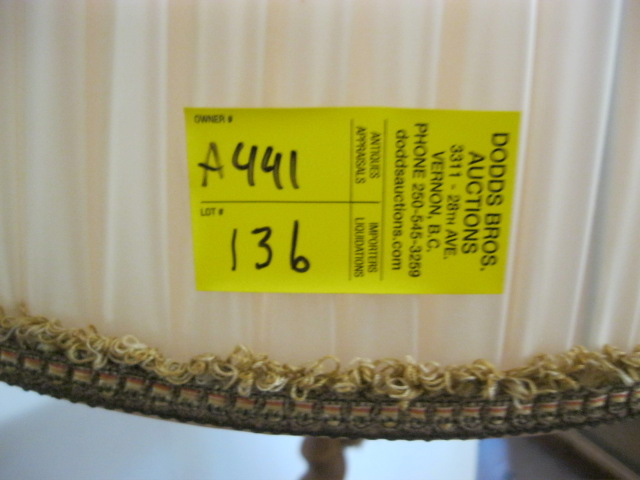 OWNER #
A441
LOT #
136
ANTIQUES
APPRAISALS
IMPORTERS
LIQUIDATIONS
DODDS BROS.
AUCTIONS
3311 - 28TH AVE.
VERNON, B.C.
PHONE 250-545-3259
doddsauctions.com